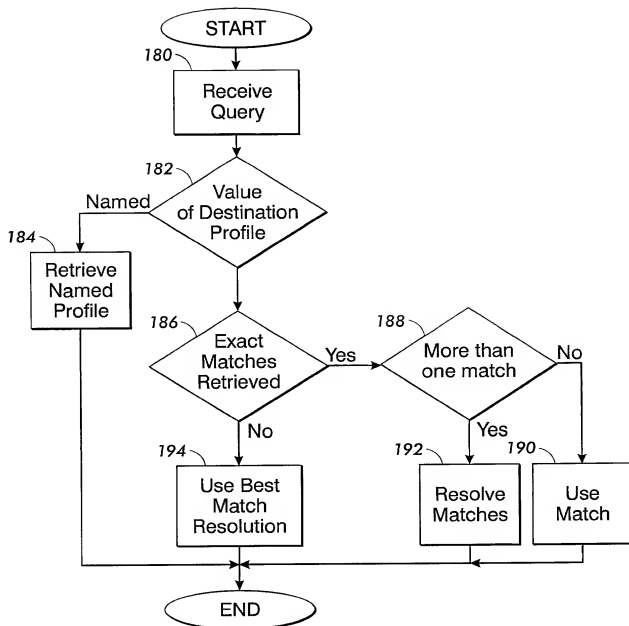 START
180
Receive
Query
182
Value
of Destination
Profile
Named
184
Retrieve
Named
Profile
186
Exact
Matches
Retrieved
Yes
188
More than
one match
No
No
Yes
194
Use Best
Match
Resolution
192
Resolve
Matches
190
Use
Match
END